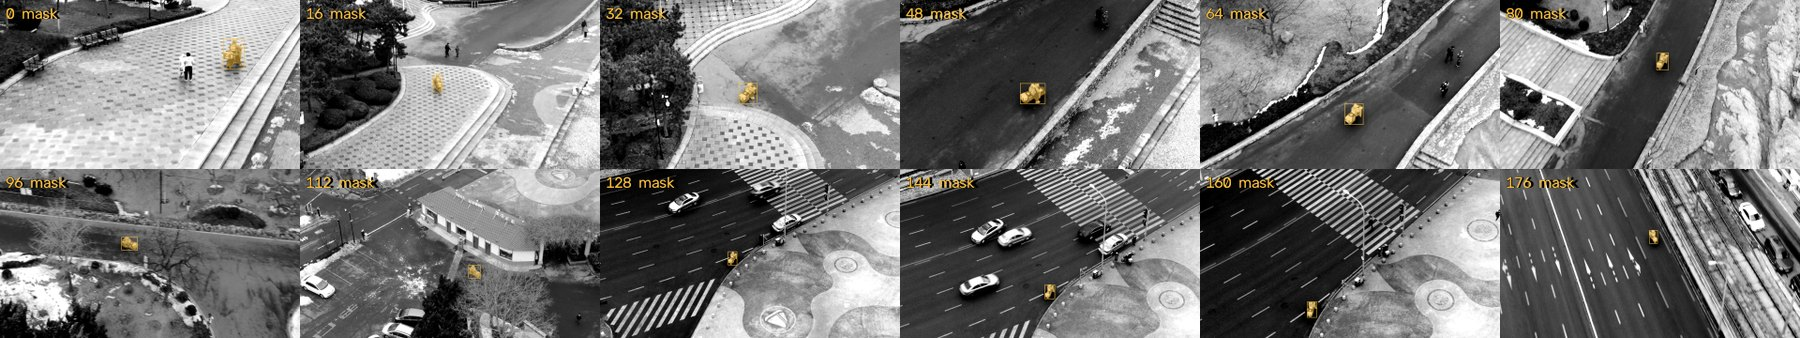 0 mask
16 mask
32 mask
48 mask
64 mask
80 mask
96 mask
112 mask
128 mask
144 mask
160 mask
176 mask